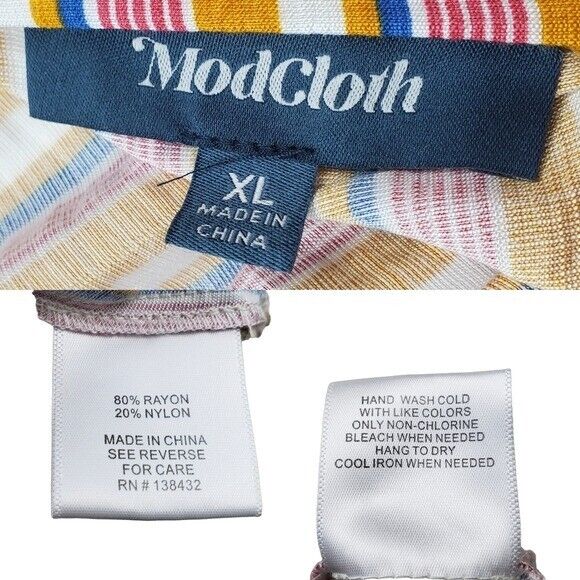 ModCloth
XL
MADE IN
CHINA
80% RAYON
20% NYLON
MADE IN CHINA
SEE REVERSE
FOR CARE
RN # 138432
HAND WASH COLD
WITH LIKE COLORS
ONLY NON-CHLORINE
BLEACH WHEN NEEDED
HANG TO DRY
COOL IRON WHEN NEEDED